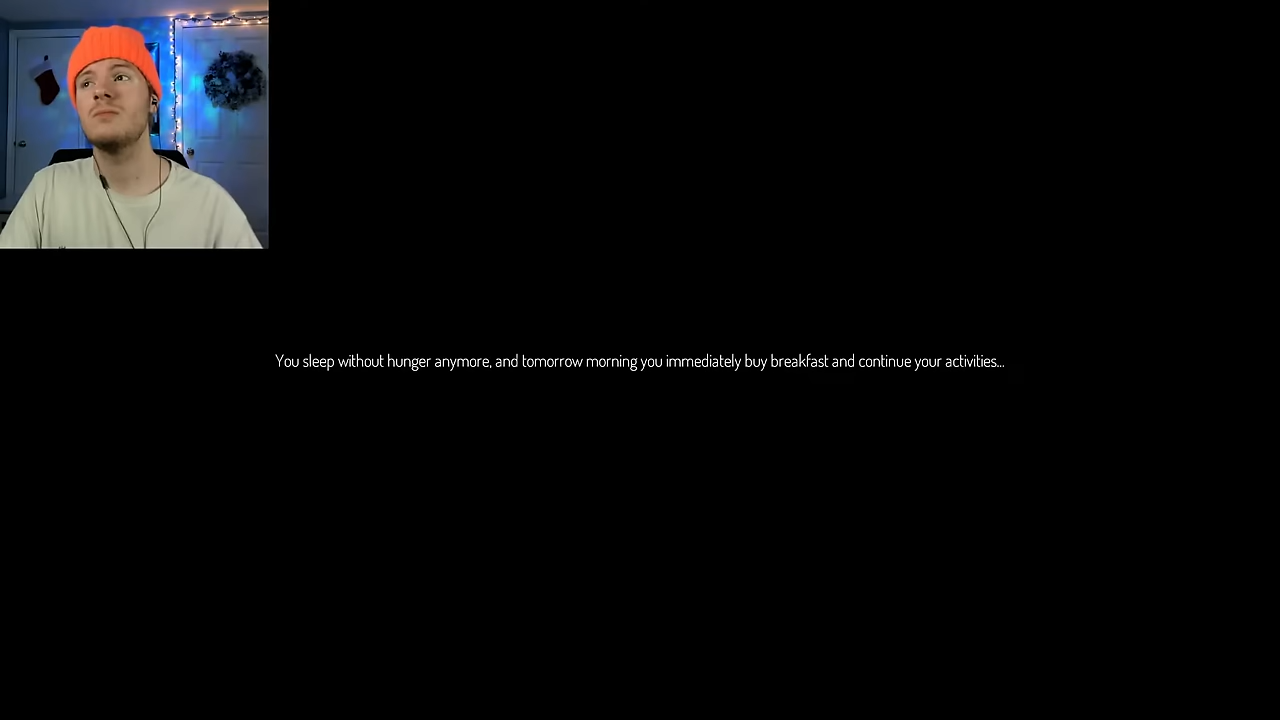 You sleep without hunger anymore, and tomorrow morning you immediately buy breakfast and continue your activities...